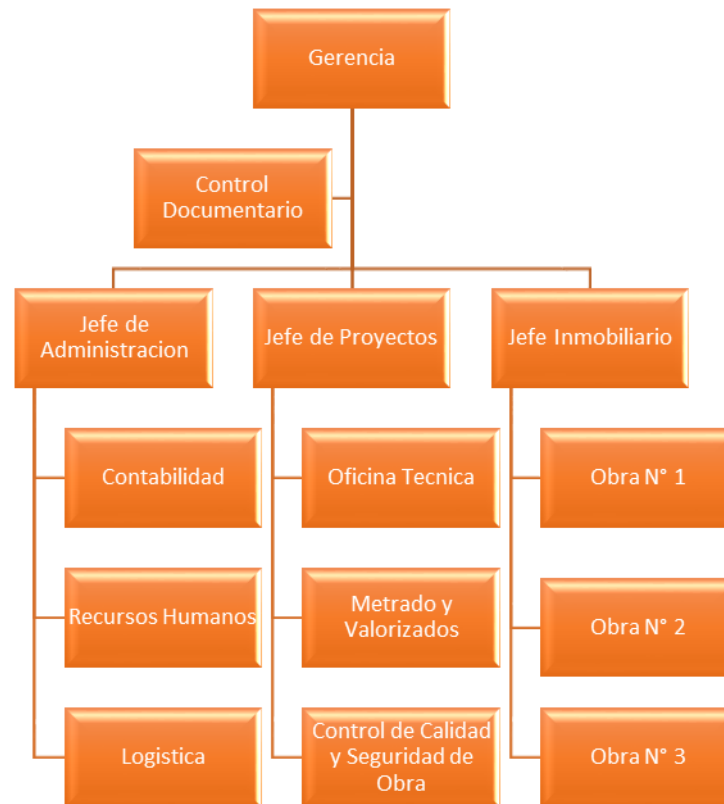 Gerencia
Control
Documentario
Jefe de
Administracion
Jefe de Proyectos
Jefe Inmobiliario
Contabilidad
Oficina Tecnica
Obra N° 1
Recursos Humanos
Metrado y
Valorizados
Obra N° 2
Logistica
Control de Calidad
y Seguridad de
Obra
Obra N° 3